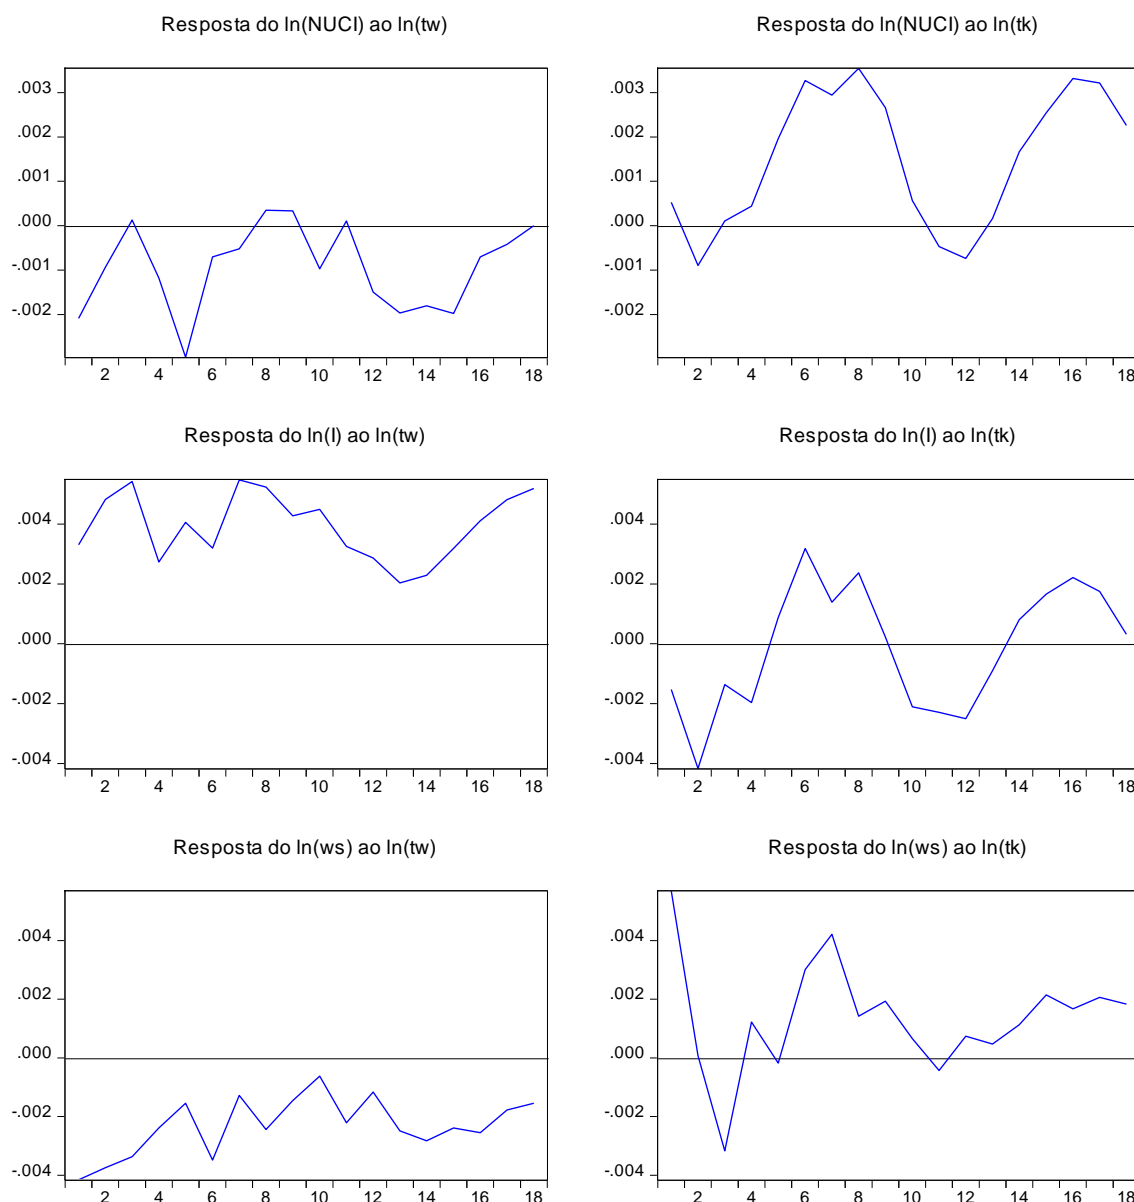 Resposta do ln(NUCI) ao ln(tw)
.003
.002
.001
.000
-.001
-.002
2 4 6 8 10 12 14 16 18
Resposta do ln(NUCI) ao ln(tk)
.003
.002
.001
.000
-.001
-.002
2 4 6 8 10 12 14 16 18
Resposta do ln(I) ao ln(tw)
.004
.002
.000
-.002
-.004
2 4 6 8 10 12 14 16 18
Resposta do ln(I) ao ln(tk)
.004
.002
.000
-.002
-.004
2 4 6 8 10 12 14 16 18
Resposta do ln(ws) ao ln(tw)
.004
.002
.000
-.002
-.004
2 4 6 8 10 12 14 16 18
Resposta do ln(ws) ao ln(tk)
.004
.002
.000
-.002
-.004
2 4 6 8 10 12 14 16 18